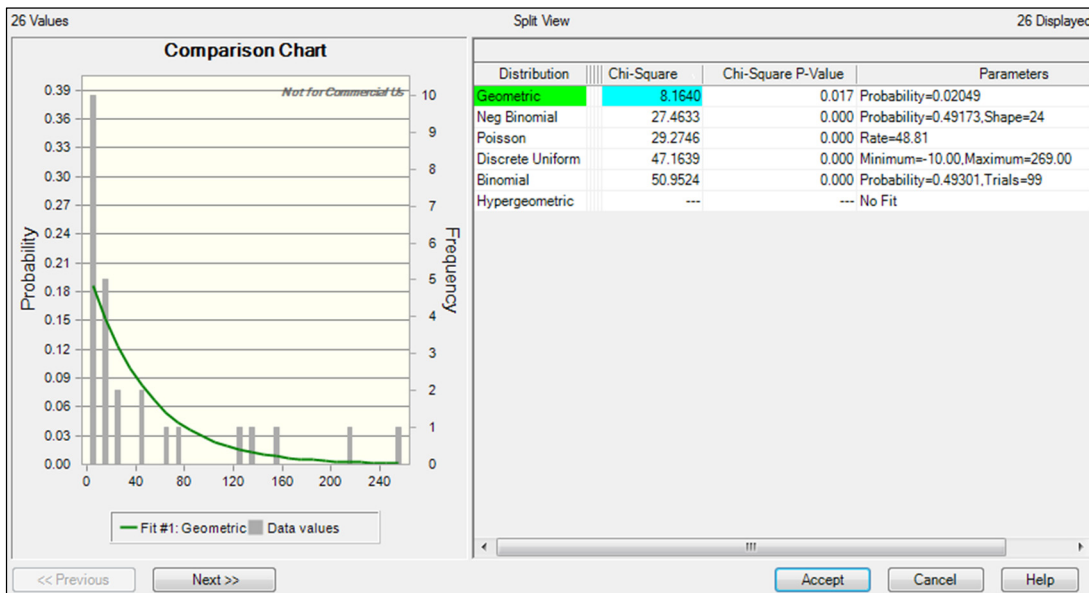 26 Values Split View 26 Displayed
Comparison Chart
Not for Commercial Us
Probability
0.39
0.36
0.33
0.30
0.27
0.24
0.21
0.18
0.15
0.12
0.09
0.06
0.03
0.00
10
9
8
7
6
5
4
3
2
1
0
Frequency
0 40 80 120 160 200 240
Fit #1: Geometric Data values
Distribution Chi-Square Chi-Square P-Value Parameters
Geometric 8.1640 0.017 Probability=0.02049
Neg Binomial 27.4633 0.000 Probability=0.49173,Shape=24
Poisson 29.2746 0.000 Rate=48.81
Discrete Uniform 47.1639 0.000 Minimum=-10.00,Maximum=269.00
Binomial 50.9524 0.000 Probability=0.49301,Trials=99
Hypergeometric --- --- No Fit
<< Previous Next >> Accept Cancel Help